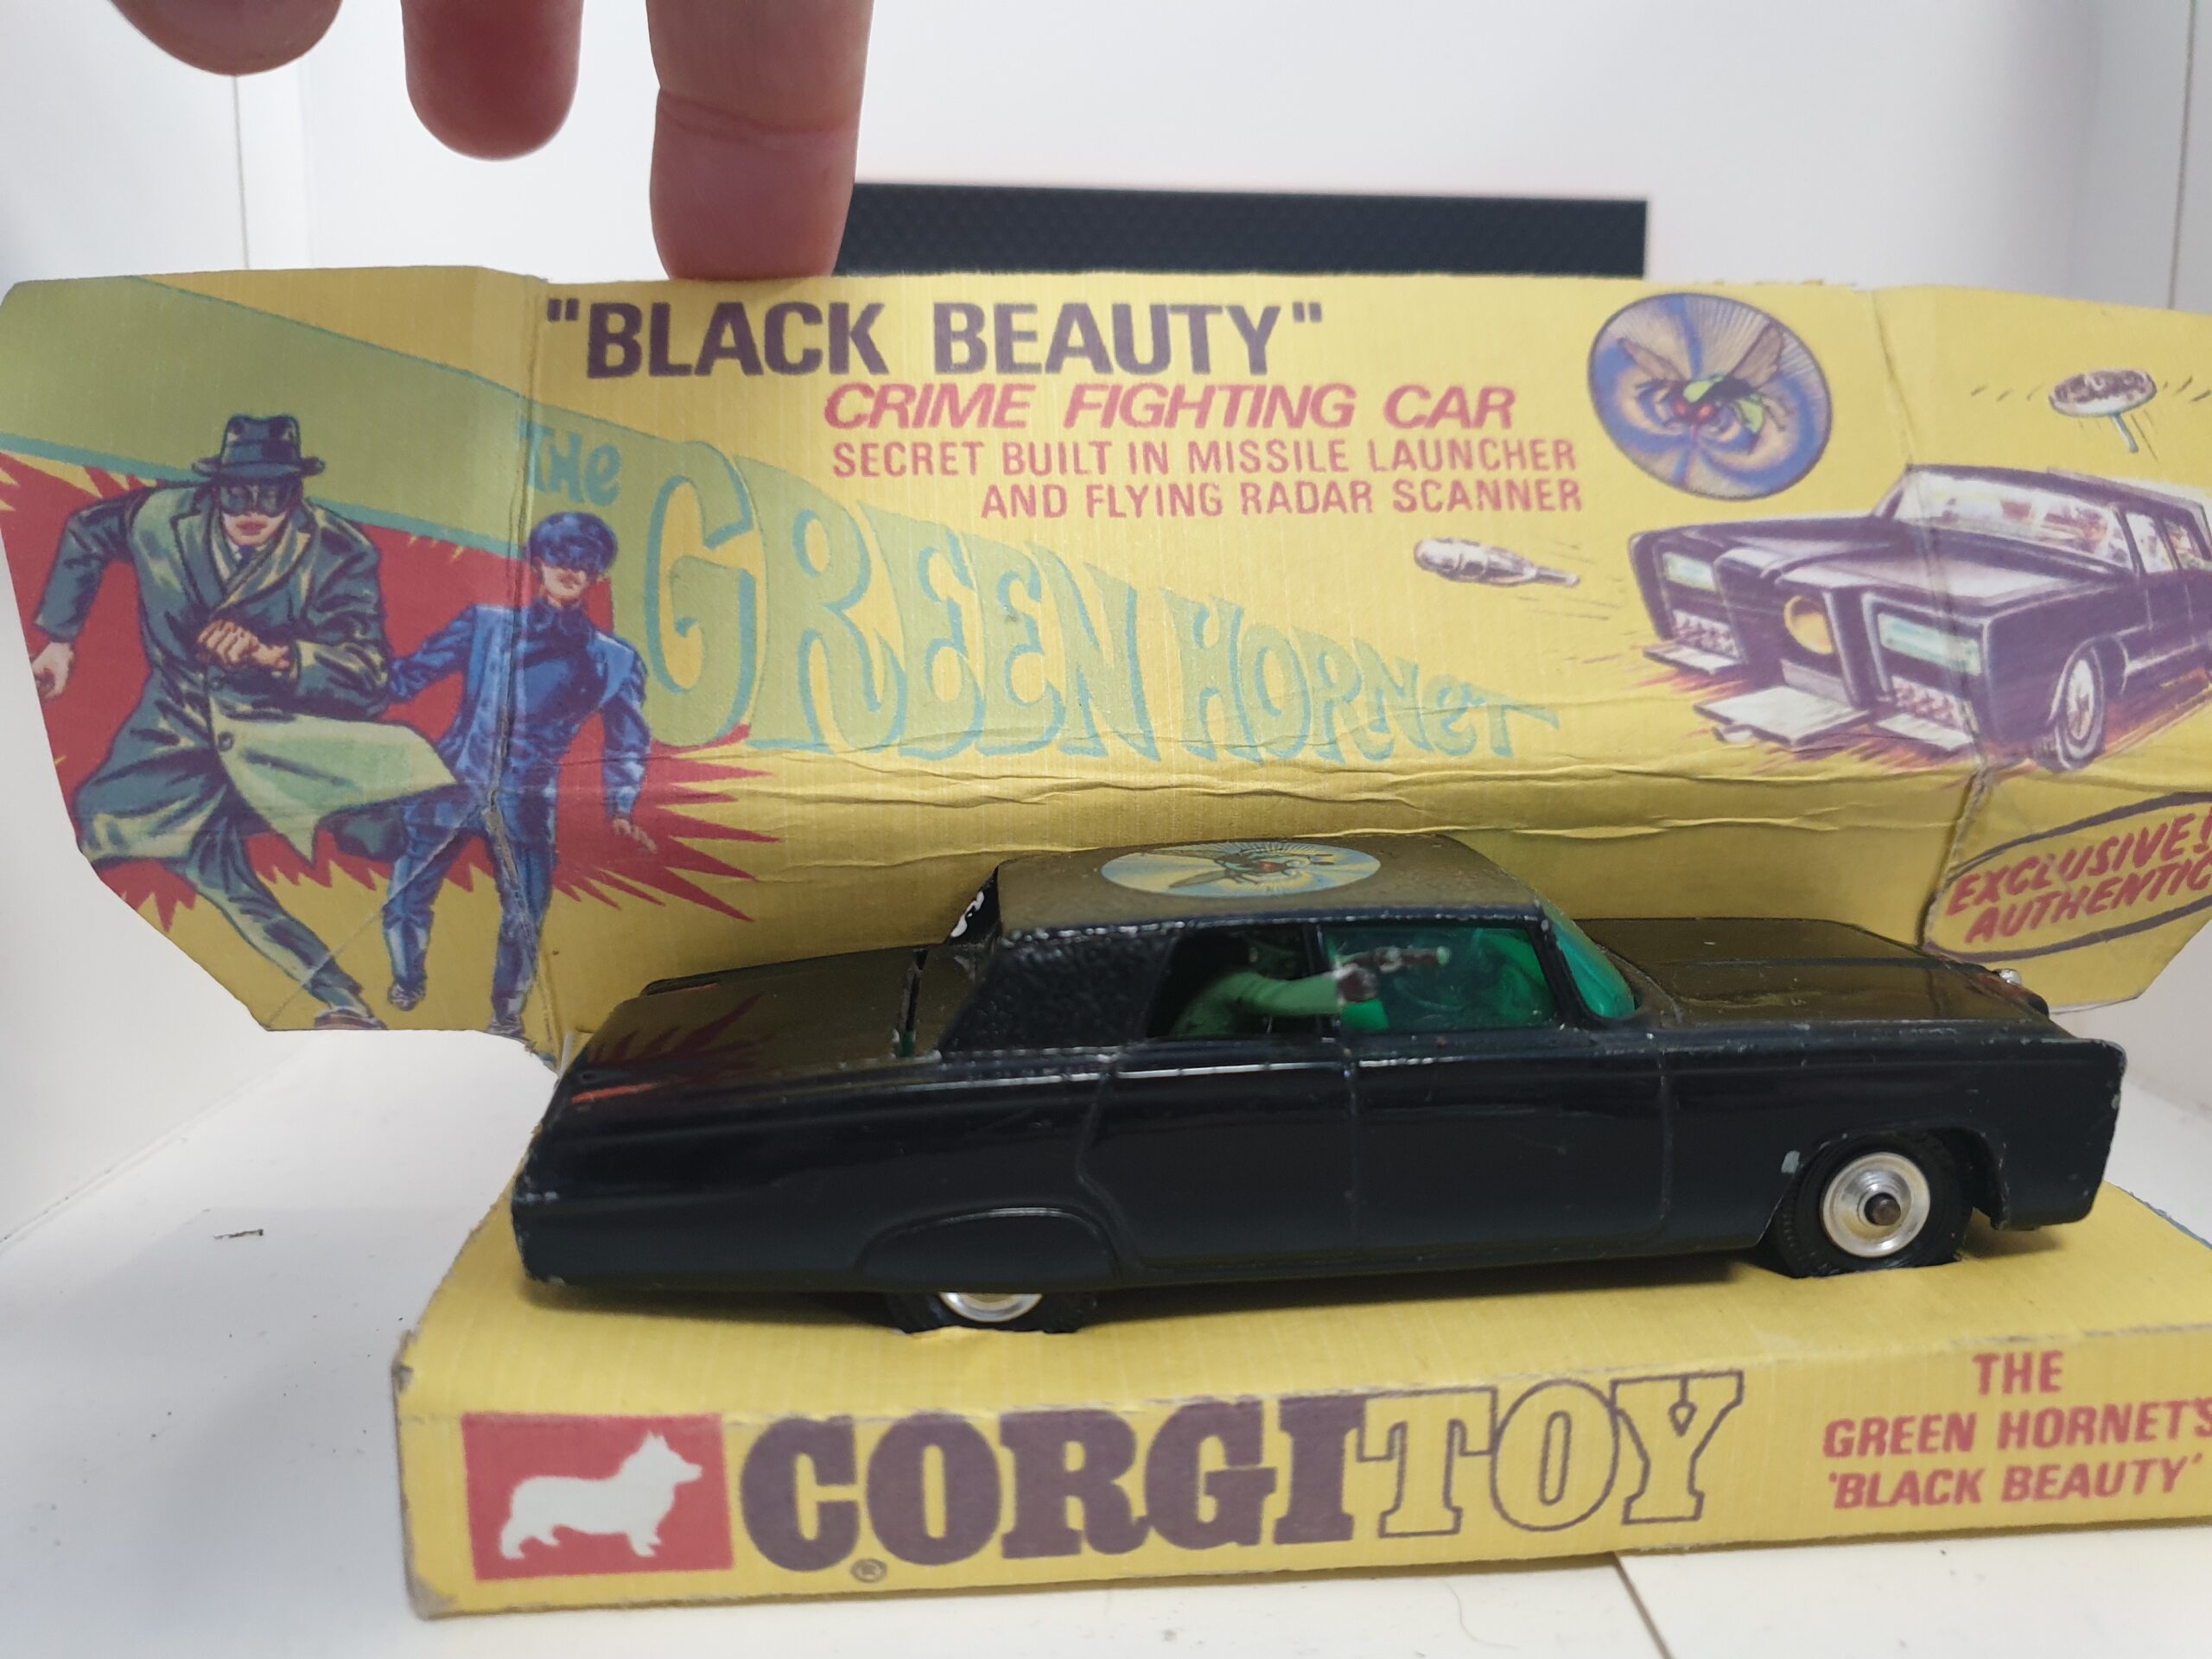 "BLACK BEAUTY"
CRIME FIGHTING CAR
SECRET BUILT IN MISSILE LAUNCHER
AND FLYING RADAR SCANNER
THE
GREEN HORNET
EXCLUSIVE!
AUTHENTIC
CORGI TOY
®
THE
GREEN HORNET'S
'BLACK BEAUTY'